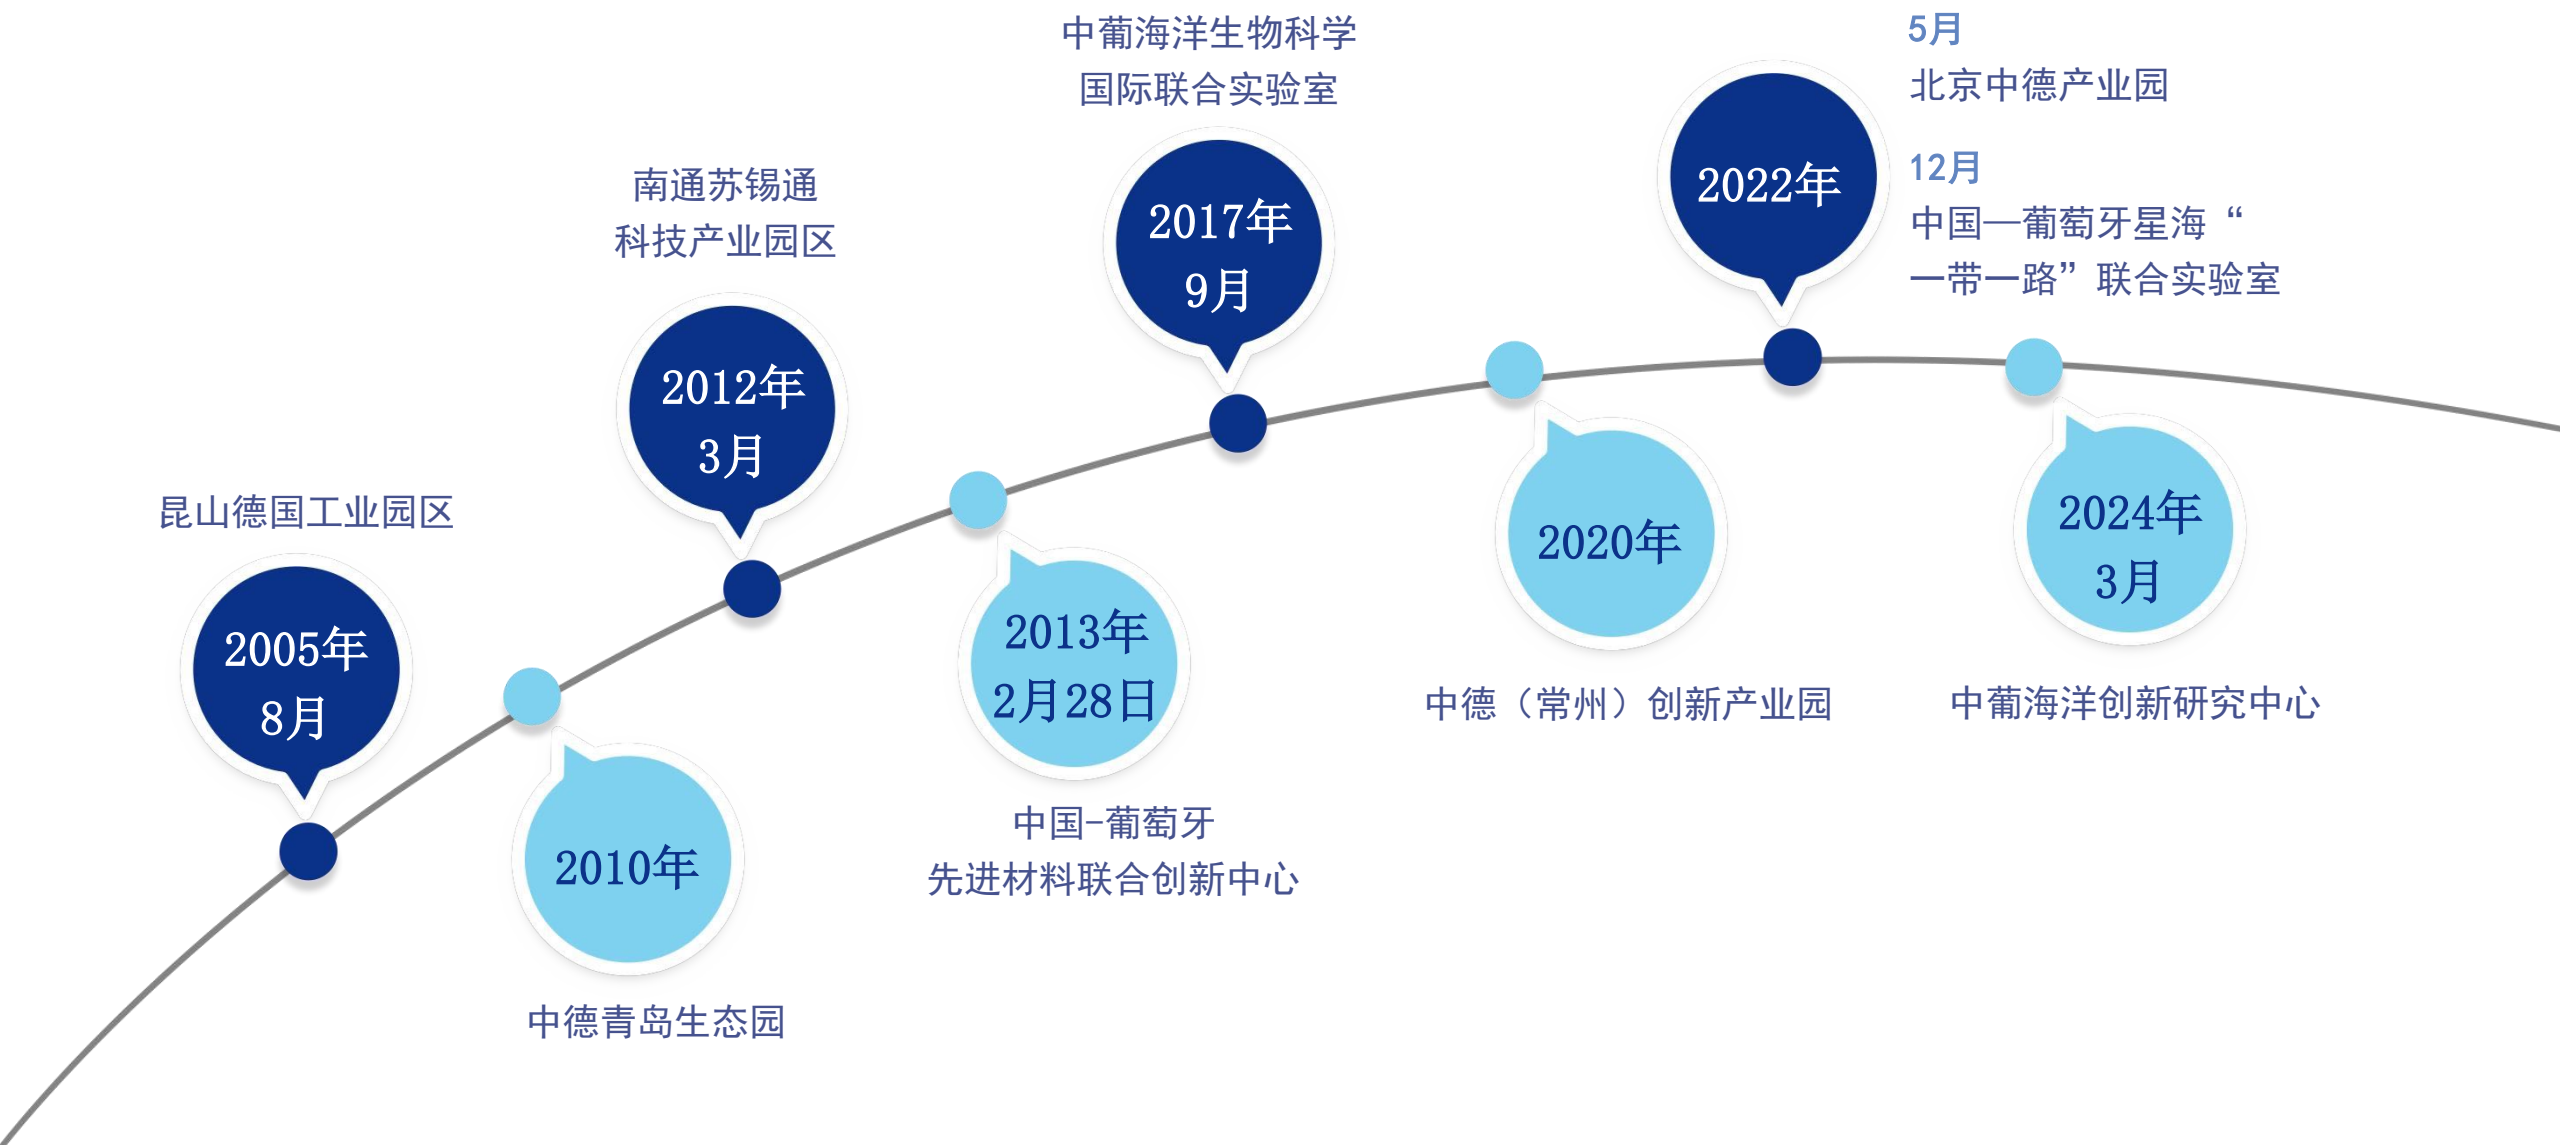 昆山德国工业园区
2005年
8月
2010年
中德青岛生态园
南通苏锡通
科技产业园区
2012年
3月
2013年
2月28日
中国-葡萄牙
先进材料联合创新中心
中葡海洋生物科学
国际联合实验室
2017年
9月
2020年
中德（常州）创新产业园
2022年
5月
北京中德产业园
12月
中国—葡萄牙星海“
一带一路”联合实验室
2024年
3月
中葡海洋创新研究中心